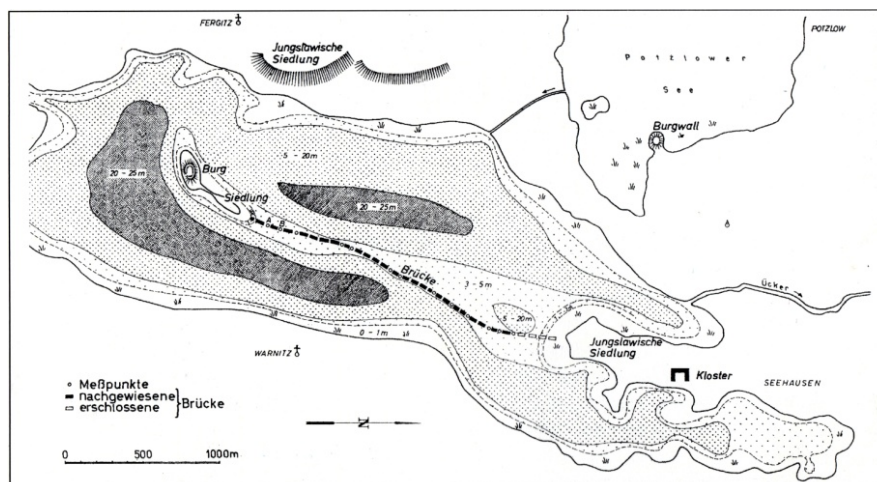 FERGITZ
POTZLOW
Jungslawische
Siedlung
Potzlower
See
Burgwall
Burg
5 - 20m
20 - 25m
Siedlung
20 - 25m
A
B
Brücke
3 - 5m
Ücker
5 - 20m
Jungslawische
Siedlung
0 - 1m
WARNITZ
Kloster
SEEHAUSEN
Meßpunkte
nachgewiesene
erschlossene
Brücke
N
0 500 1000m